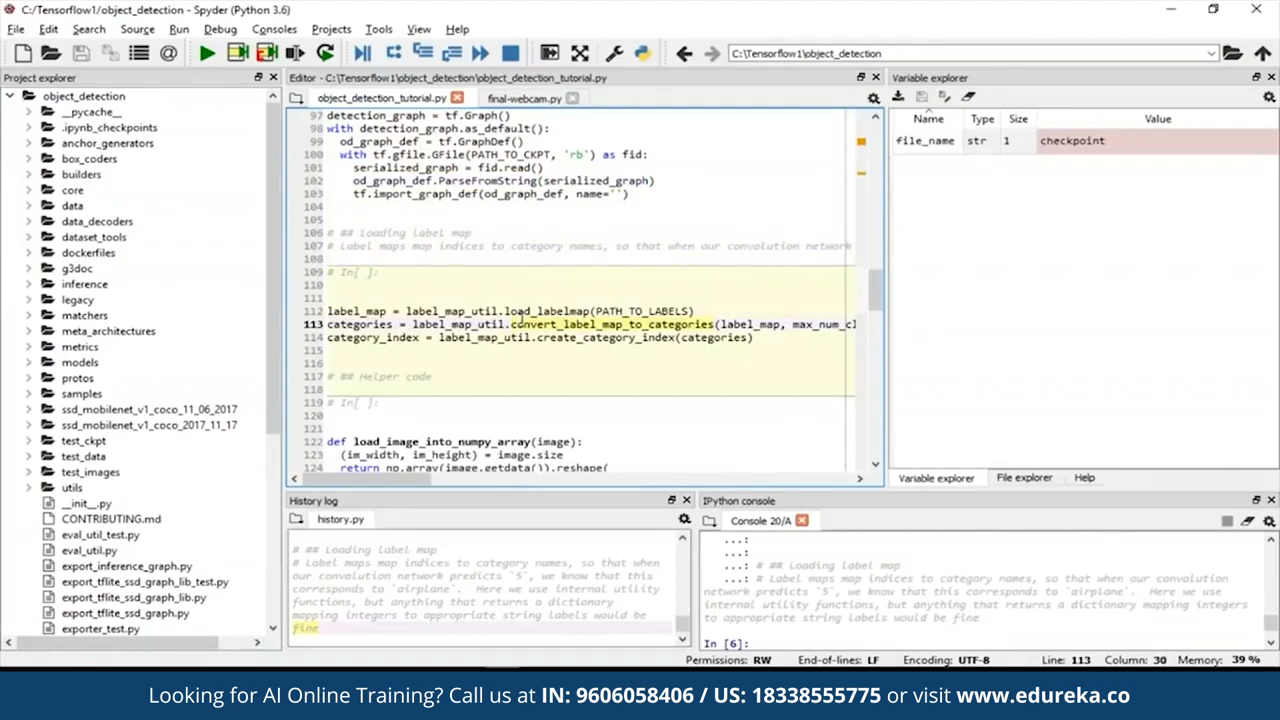 C:/Tensorflow1/object_detection - Spyder (Python 3.6)
File Edit Search Source Run Debug Consoles Projects Tools View Help
C:\Tensorflow1\object_detection
Project explorer
object_detection
__pycache__
.ipynb_checkpoints
anchor_generators
box_coders
builders
core
data
data_decoders
dataset_tools
dockerfiles
g3doc
inference
legacy
matchers
meta_architectures
metrics
models
protos
samples
ssd_mobilenet_v1_coco_11_06_2017
ssd_mobilenet_v1_coco_2017_11_17
test_ckpt
test_data
test_images
utils
__init__.py
CONTRIBUTING.md
eval_util_test.py
eval_util.py
export_inference_graph.py
export_tflite_ssd_graph_lib_test.py
export_tflite_ssd_graph_lib.py
export_tflite_ssd_graph.py
exporter_test.py
Editor - C:\Tensorflow1\object_detection\object_detection_tutorial.py
object_detection_tutorial.py final-webcam.py
97 detection_graph = tf.Graph()
98 with detection_graph.as_default():
99 od_graph_def = tf.GraphDef()
100 with tf.gfile.GFile(PATH_TO_CKPT, 'rb') as fid:
101 serialized_graph = fid.read()
102 od_graph_def.ParseFromString(serialized_graph)
103 tf.import_graph_def(od_graph_def, name='')
104
105
106 # ## Loading label map
107 # Label maps map indices to category names, so that when our convolution network
108
109 # In[ ]:
110
111
112 label_map = label_map_util.load_labelmap(PATH_TO_LABELS)
113 categories = label_map_util.convert_label_map_to_categories(label_map, max_num_cl
114 category_index = label_map_util.create_category_index(categories)
115
116
117 # ## Helper code
118
119 # In[ ]:
120
121
122 def load_image_into_numpy_array(image):
123 (im_width, im_height) = image.size
124 return np.array(image.getdata()).reshape(
Variable explorer
Name Type Size Value
file_name str 1 checkpoint
Variable explorer File explorer Help
History log
history.py
# ## Loading label map
# Label maps map indices to category names, so that when
our convolution network predicts `5`, we know that this
corresponds to `airplane`. Here we use internal utility
functions, but anything that returns a dictionary
mapping integers to appropriate string labels would be
fine
IPython console
Console 20/A
...:
...:
...: # ## Loading label map
...: # Label maps map indices to category names, so that when our convolution
network predicts `5`, we know that this corresponds to `airplane`. Here we use
internal utility functions, but anything that returns a dictionary mapping integers
to appropriate string labels would be fine
In [6]:
Permissions: RW End-of-lines: LF Encoding: UTF-8 Line: 113 Column: 30 Memory: 39 %
Looking for AI Online Training? Call us at IN: 9606058406 / US: 18338555775 or visit www.edureka.co